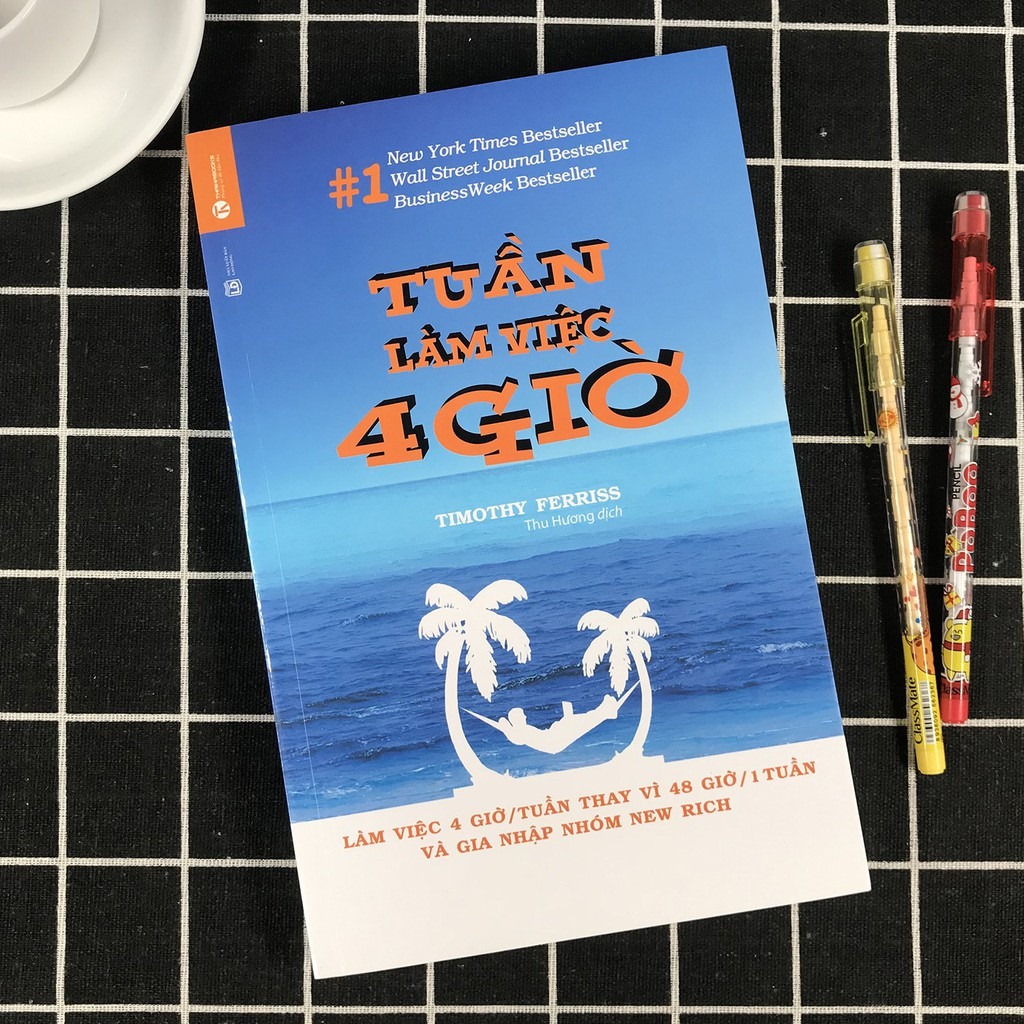 THAIHABOOKS
#1
New York Times Bestseller
Wall Street Journal Bestseller
BusinessWeek Bestseller
TUẦN
LÀM VIỆC
4 GIỜ
TIMOTHY FERRISS
Thu Hương dịch
LÀM VIỆC 4 GIỜ/TUẦN THAY VÌ 48 GIỜ/1 TUẦN
VÀ GIA NHẬP NHÓM NEW RICH
ClassMate
PENCIL